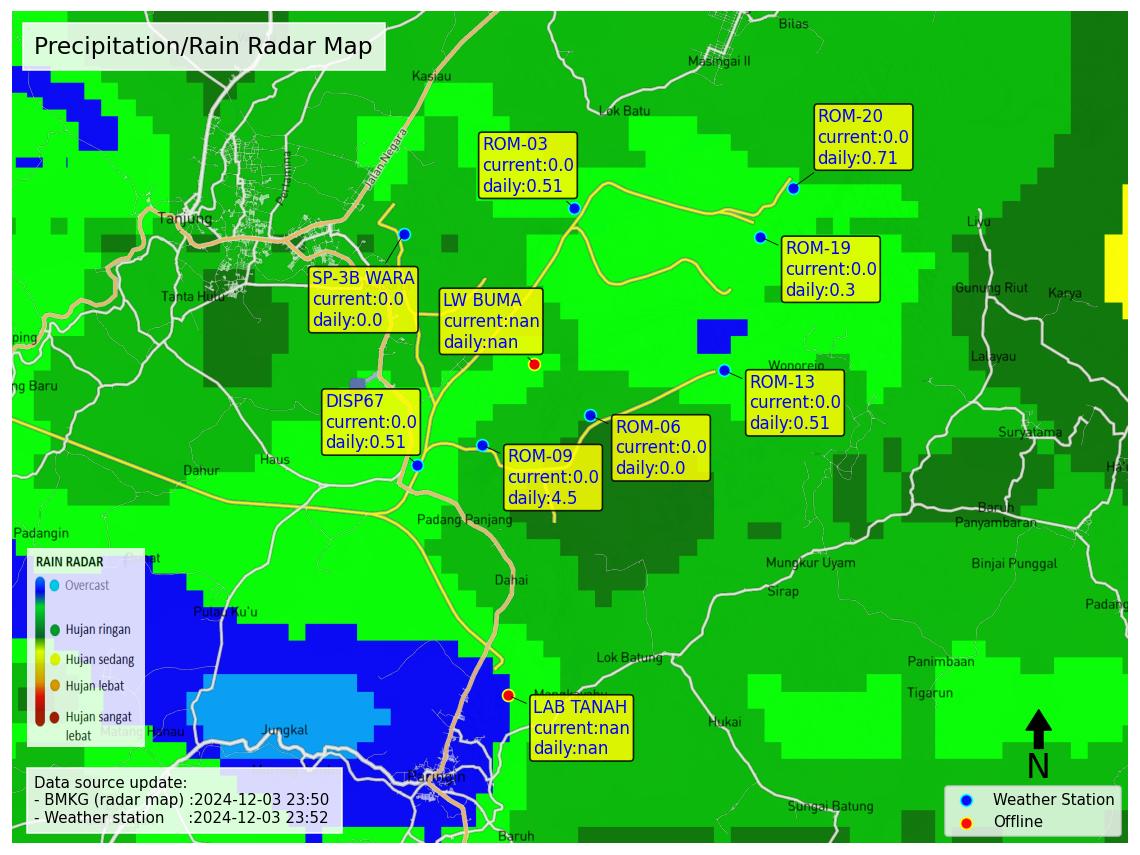 Precipitation/Rain Radar Map
Bilas
Masingai II
Kasiau
Lok Batu
Jalan Negara
Pertamina
Tanjung
ROM-20
current:0.0
daily:0.71
ROM-03
current:0.0
daily:0.51
ROM-19
current:0.0
daily:0.3
Liyu
SP-3B WARA
current:0.0
daily:0.0
LW BUMA
current:nan
daily:nan
Tanta Hulu
Gunung Riut
Karya
ping
Lalayau
ng Baru
Wonorejo
ROM-13
current:0.0
daily:0.51
DISP67
current:0.0
daily:0.51
ROM-06
current:0.0
daily:0.0
ROM-09
current:0.0
daily:4.5
Suryatama
Haus
Dahur
Baruh
Panyambaran
Padang Panjang
Padangin
Mungkur Uyam
Binjai Punggal
Dahai
Sirap
Padang
Pulau Ku'u
RAIN RADAR
Overcast
Hujan ringan
Hujan sedang
Hujan lebat
Hujan sangat
lebat
Lok Batung
Panimbaan
Tigarun
LAB TANAH
current:nan
daily:nan
Hukai
Jungkal
Matang Hanau
Paringin
N
Sungai Batung
Baruh
Data source update:
- BMKG (radar map) :2024-12-03 23:50
- Weather station :2024-12-03 23:52
Weather Station
Offline